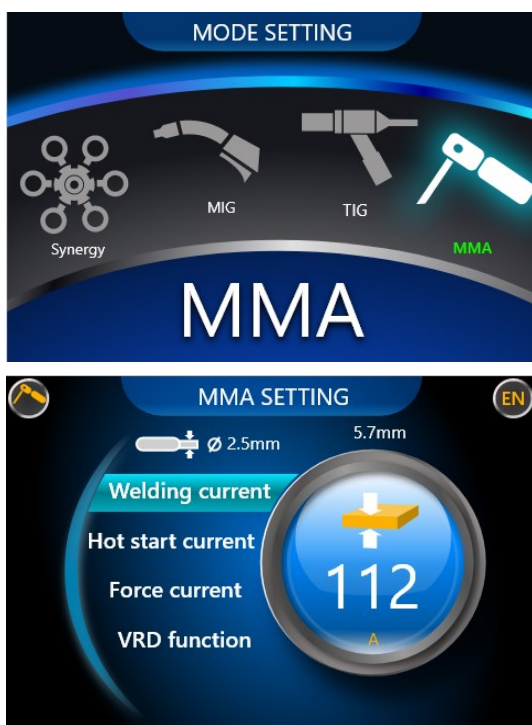 MODE SETTING
Synergy
MIG
TIG
MMA
MMA
MMA SETTING
EN
Ø 2.5mm
5.7mm
Welding current
Hot start current
Force current
VRD function
112
A